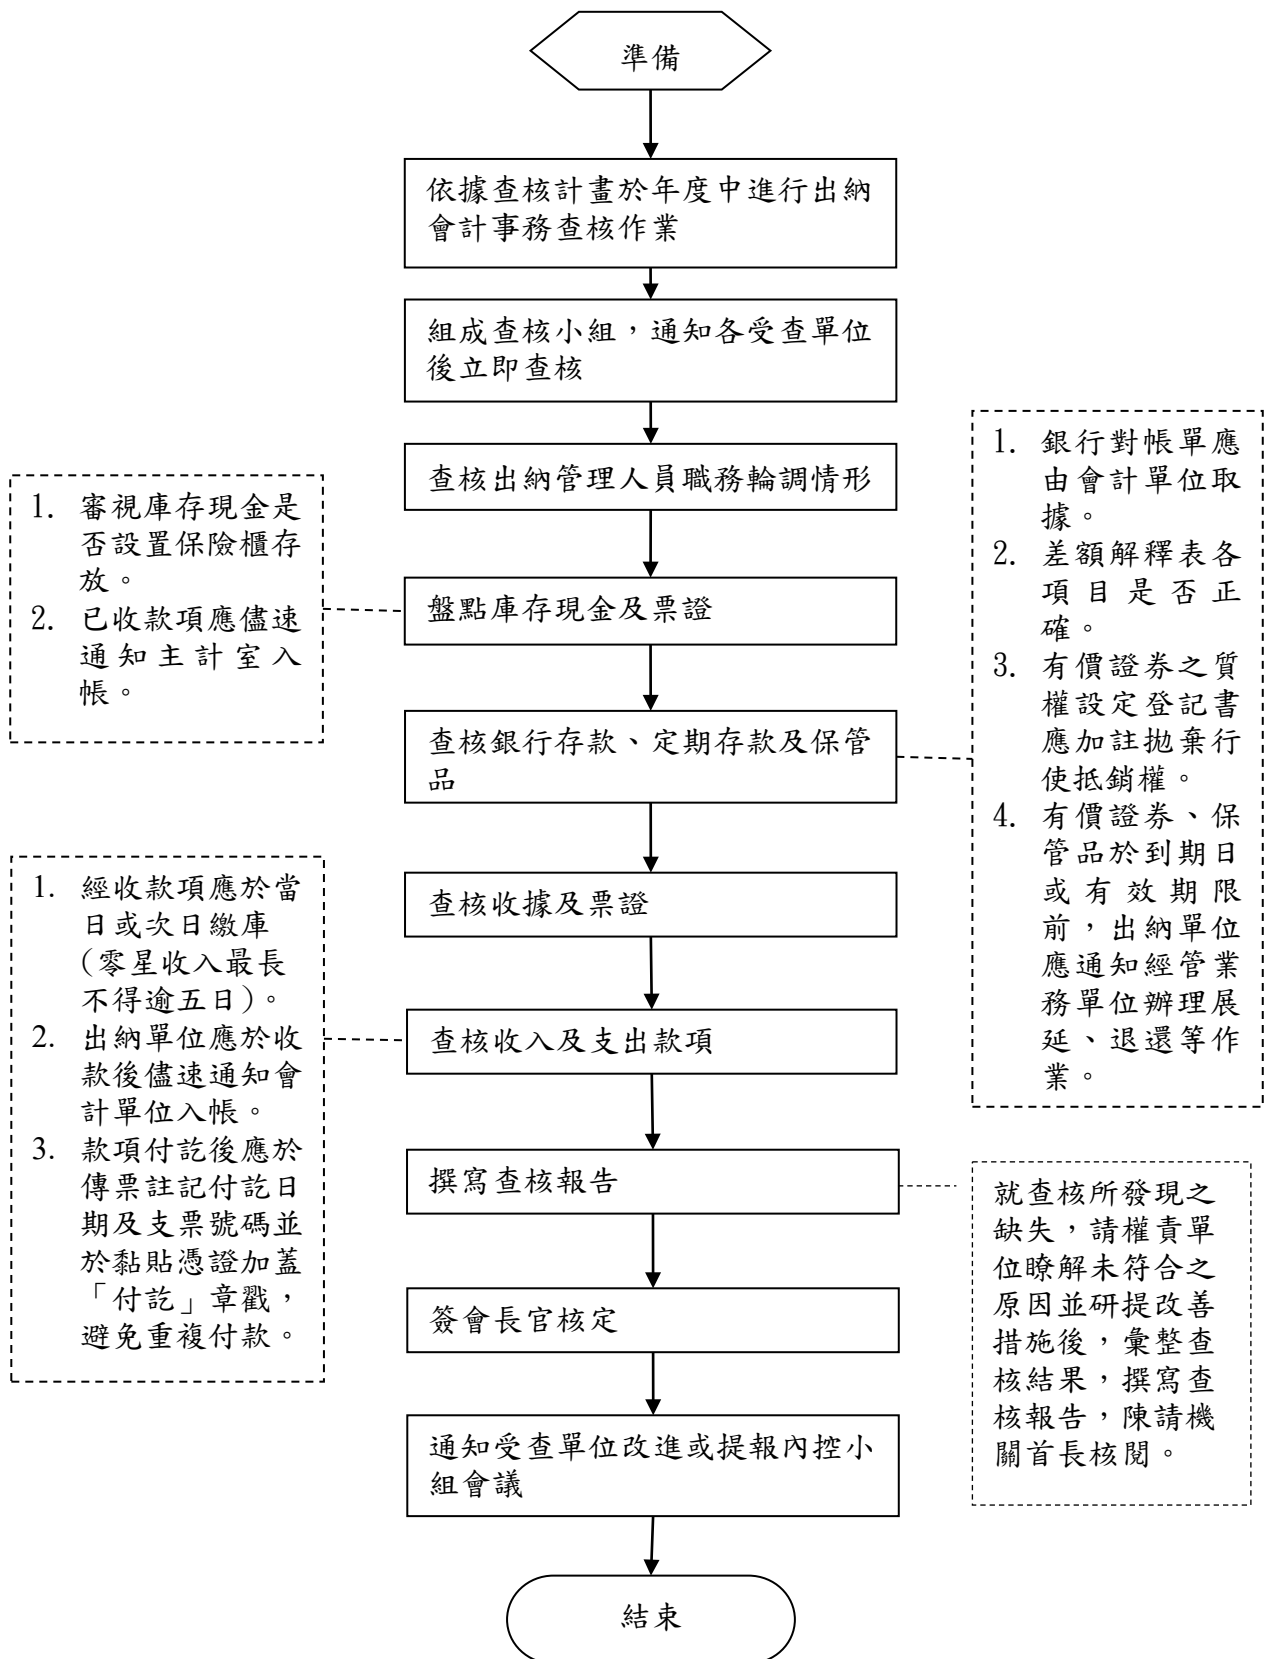 準備
依據查核計畫於年度中進行出納
會計事務查核作業
組成查核小組，通知各受查單位
後立即查核
查核出納管理人員職務輪調情形
1. 審視庫存現金是
否設置保險櫃存
放。
2. 已收款項應儘速
通知主計室入
帳。
盤點庫存現金及票證
查核銀行存款、定期存款及保管
品
1. 銀行對帳單應
由會計單位取
據。
2. 差額解釋表各
項目是否正
確。
3. 有價證券之質
權設定登記書
應加註拋棄行
使抵銷權。
4. 有價證券、保
管品於到期日
或有效期限
前，出納單位
應通知經管業
務單位辦理展
延、退還等作
業。
查核收據及票證
1. 經收款項應於當
日或次日繳庫
(零星收入最長
不得逾五日)。
2. 出納單位應於收
款後儘速通知會
計單位入帳。
3. 款項付訖後應於
傳票註記付訖日
期及支票號碼並
於黏貼憑證加蓋
「付訖」章戳，
避免重複付款。
查核收入及支出款項
撰寫查核報告
就查核所發現之
缺失，請權責單
位瞭解未符合之
原因並研提改善
措施後，彙整查
核結果，撰寫查
核報告，陳請機
關首長核閱。
簽會長官核定
通知受查單位改進或提報內控小
組會議
結束